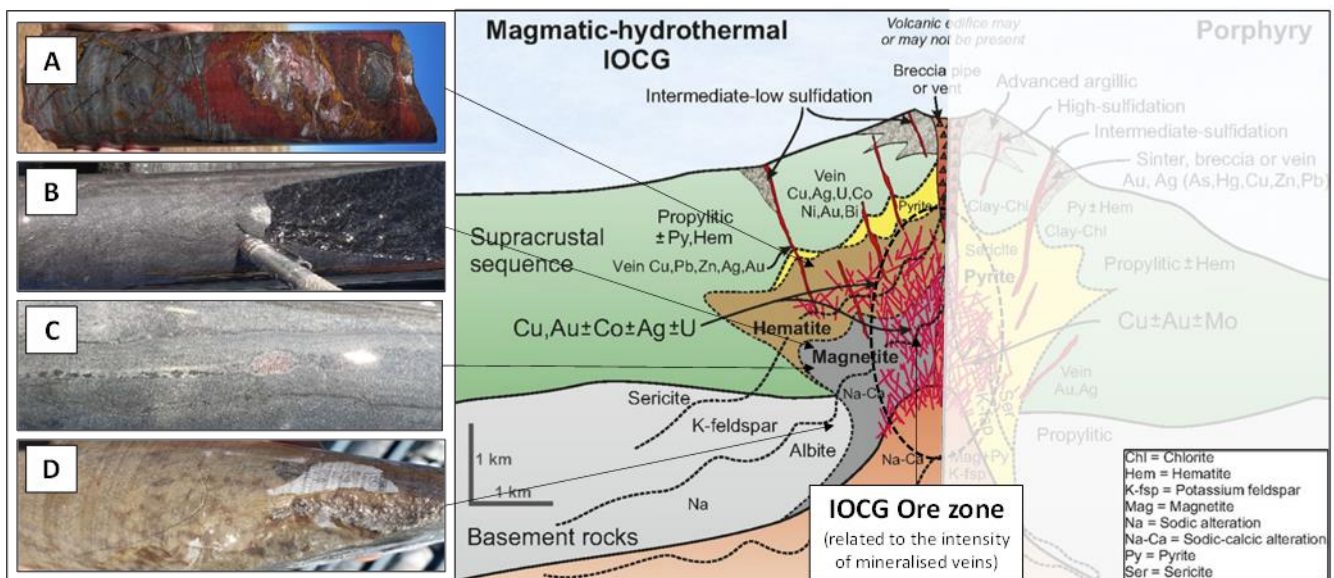 A
B
C
D
Magmatic-hydrothermal
IOCG
Volcanic edifice may
or may not be present
Porphyry
Breccia pipe
or vent
Intermediate-low sulfidation
Advanced argillic
High-sulfidation
Intermediate-sulfidation
Sinter, breccia or vein
Au, Ag (As,Hg,Cu,Zn,Pb)
Vein
Cu,Ag,U,Co
Ni,Au,Bi
Pyrite
Clay-Chl
Py±Hem
Clay-Chl
Propylitic
±Py,Hem
Supracrustal
sequence
Vein Cu,Pb,Zn,Ag,Au
Sericite
Pyrite
Propylitic±Hem
Cu,Au±Co±Ag±U
Hematite
Magnetite
Cu±Au±Mo
Vein
Au,Ag
Sericite
Na-Ca
K-feldspar
Albite
Ser
K-fsp
Propylitic
1 km
1 km
Na
Na-Ca
Mag+Py
K-fsp
Basement rocks
IOCG Ore zone
(related to the intensity
of mineralised veins)
Chl = Chlorite
Hem = Hematite
K-fsp = Potassium feldspar
Mag = Magnetite
Na = Sodic alteration
Na-Ca = Sodic-calcic alteration
Py = Pyrite
Ser = Sericite